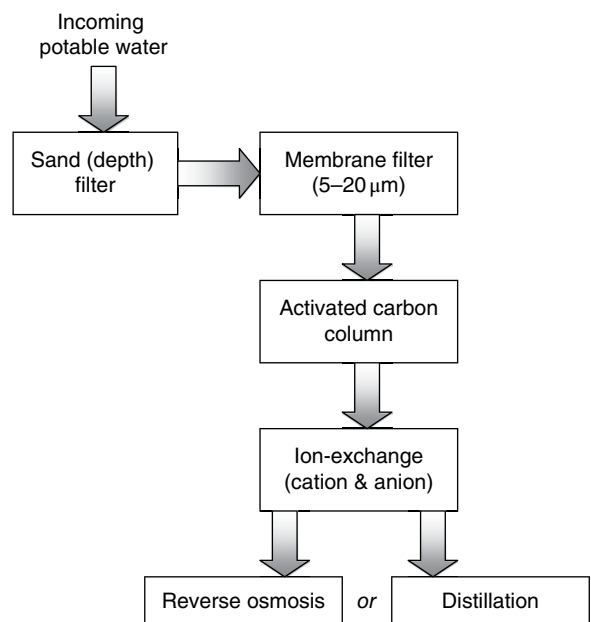 Incoming
potable water
Sand (depth)
filter
Membrane filter
(5–20 μm)
Activated carbon
column
Ion-exchange
(cation & anion)
Reverse osmosis or Distillation